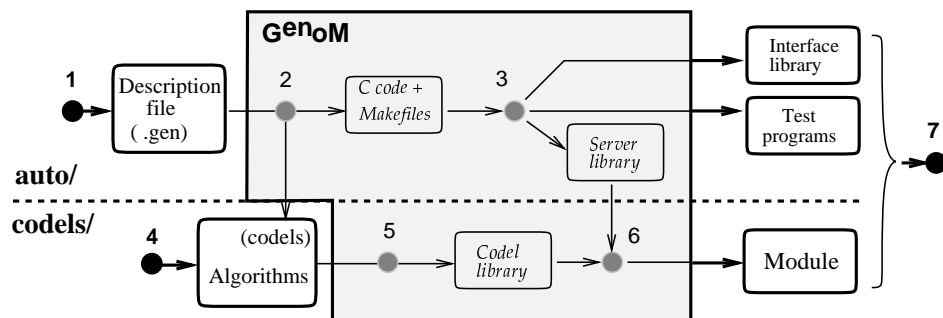 GenoM
1
Description
file
( .gen)
2
C code +
Makefiles
3
Interface
library
Test
programs
Server
library
7
auto/
codels/
4
(codels)
Algorithms
5
Codel
library
6
Module